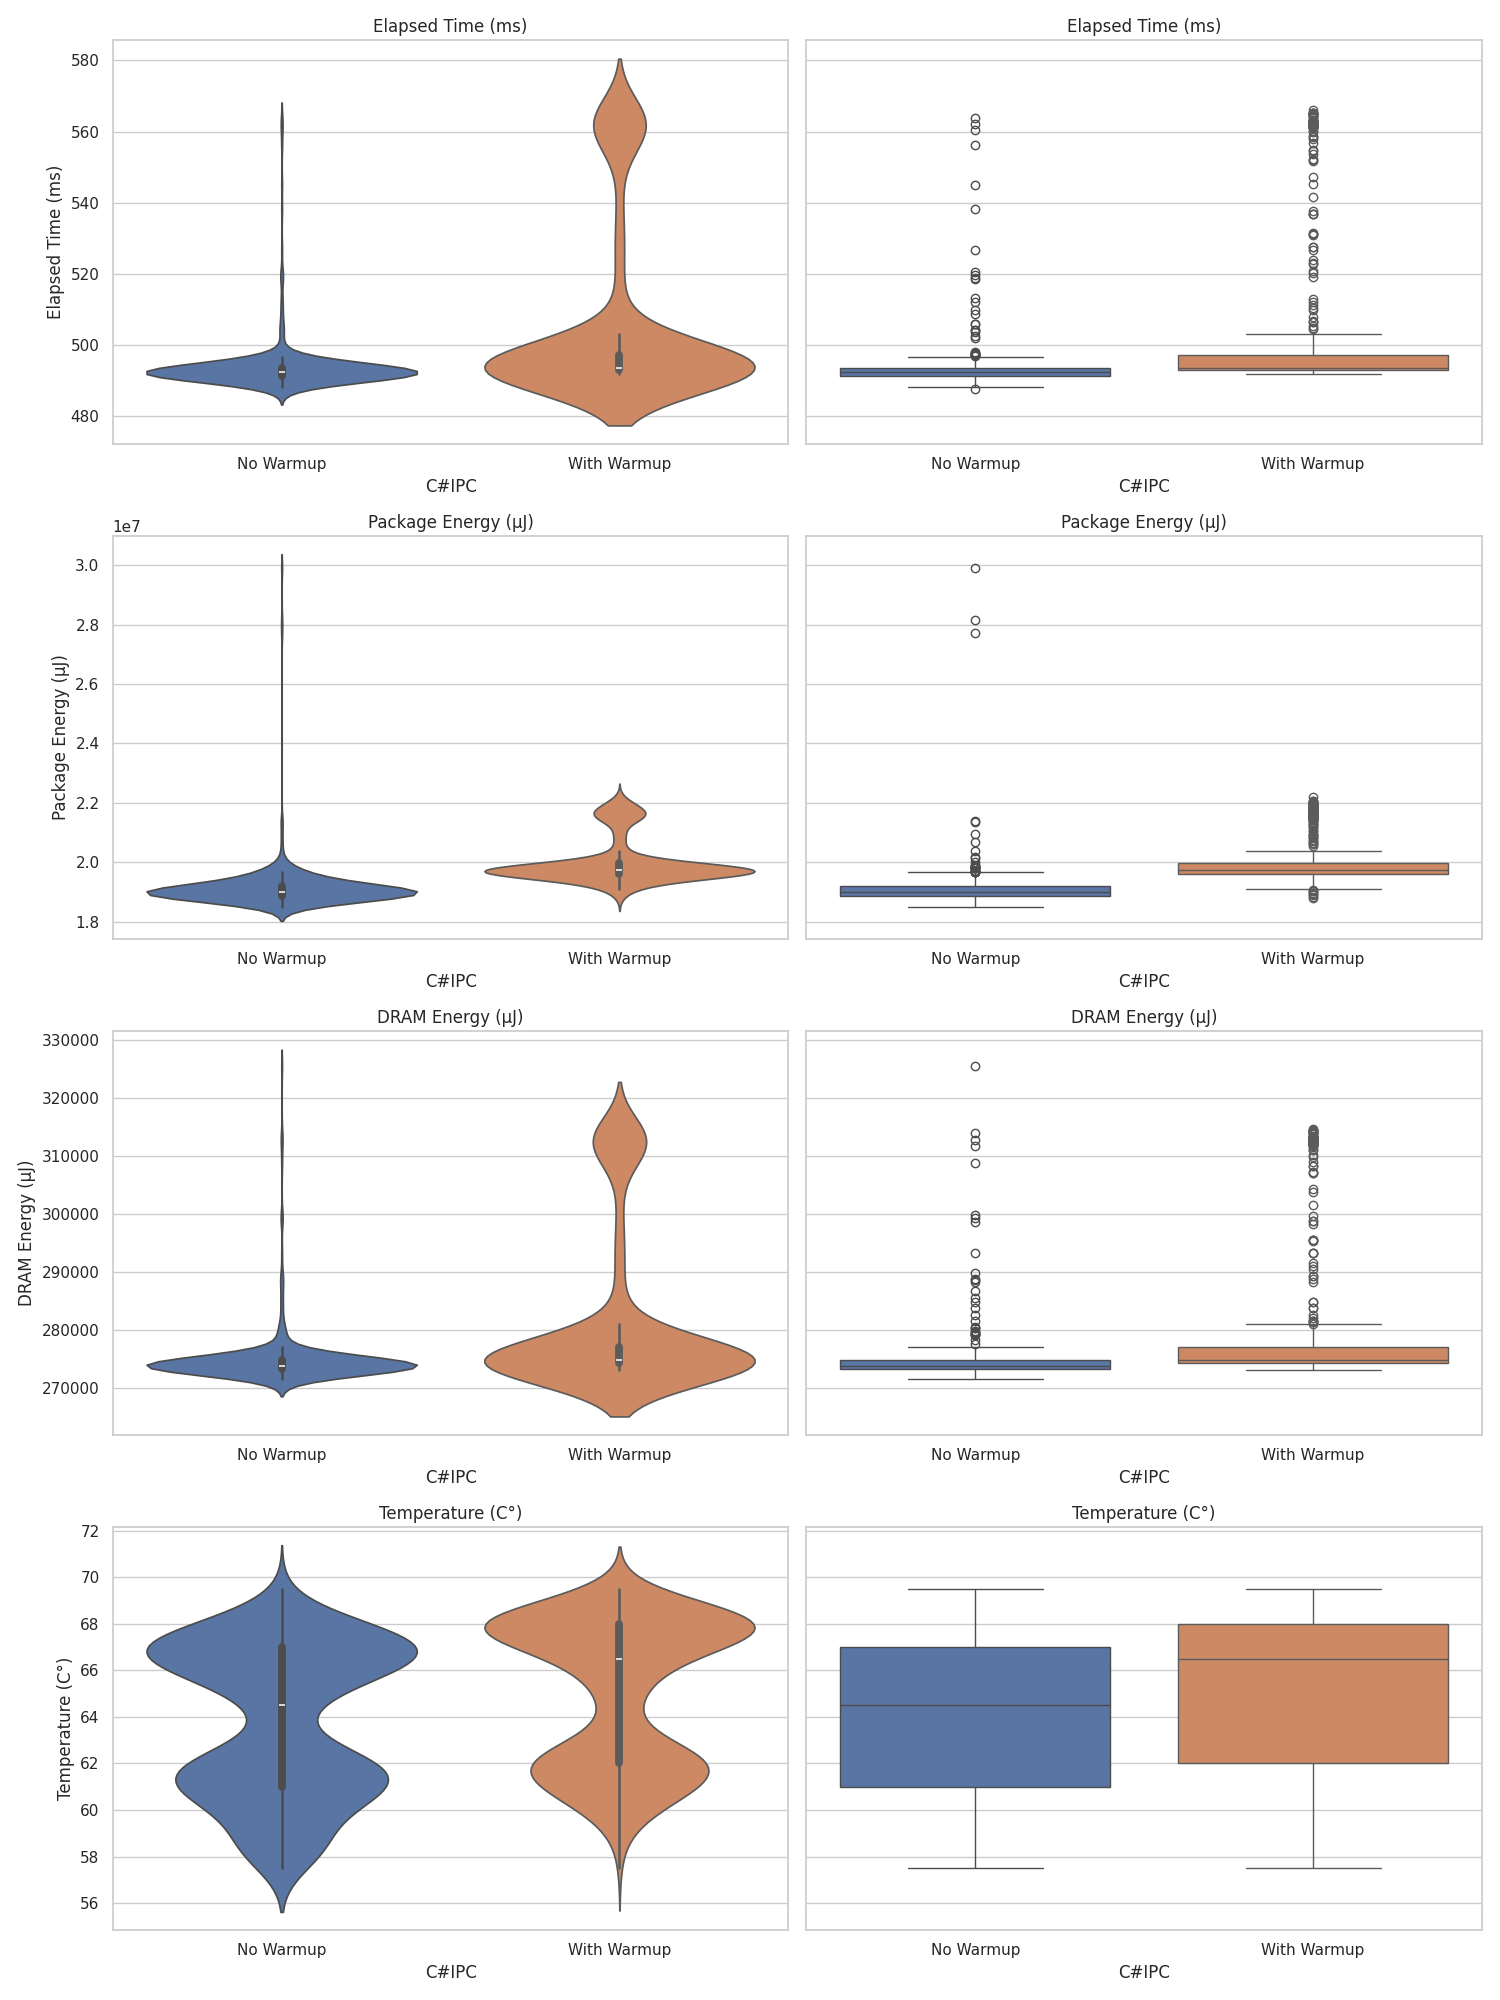 Elapsed Time (ms)
Elapsed Time (ms)
Elapsed Time (ms)
580
560
540
520
500
480
No Warmup
With Warmup
No Warmup
With Warmup
C#IPC
C#IPC
Package Energy (μJ)
Package Energy (μJ)
1e7
Package Energy (μJ)
3.0
2.8
2.6
2.4
2.2
2.0
1.8
No Warmup
With Warmup
No Warmup
With Warmup
C#IPC
C#IPC
DRAM Energy (μJ)
DRAM Energy (μJ)
DRAM Energy (μJ)
330000
320000
310000
300000
290000
280000
270000
No Warmup
With Warmup
No Warmup
With Warmup
C#IPC
C#IPC
Temperature (C°)
Temperature (C°)
Temperature (C°)
72
70
68
66
64
62
60
58
56
No Warmup
With Warmup
No Warmup
With Warmup
C#IPC
C#IPC